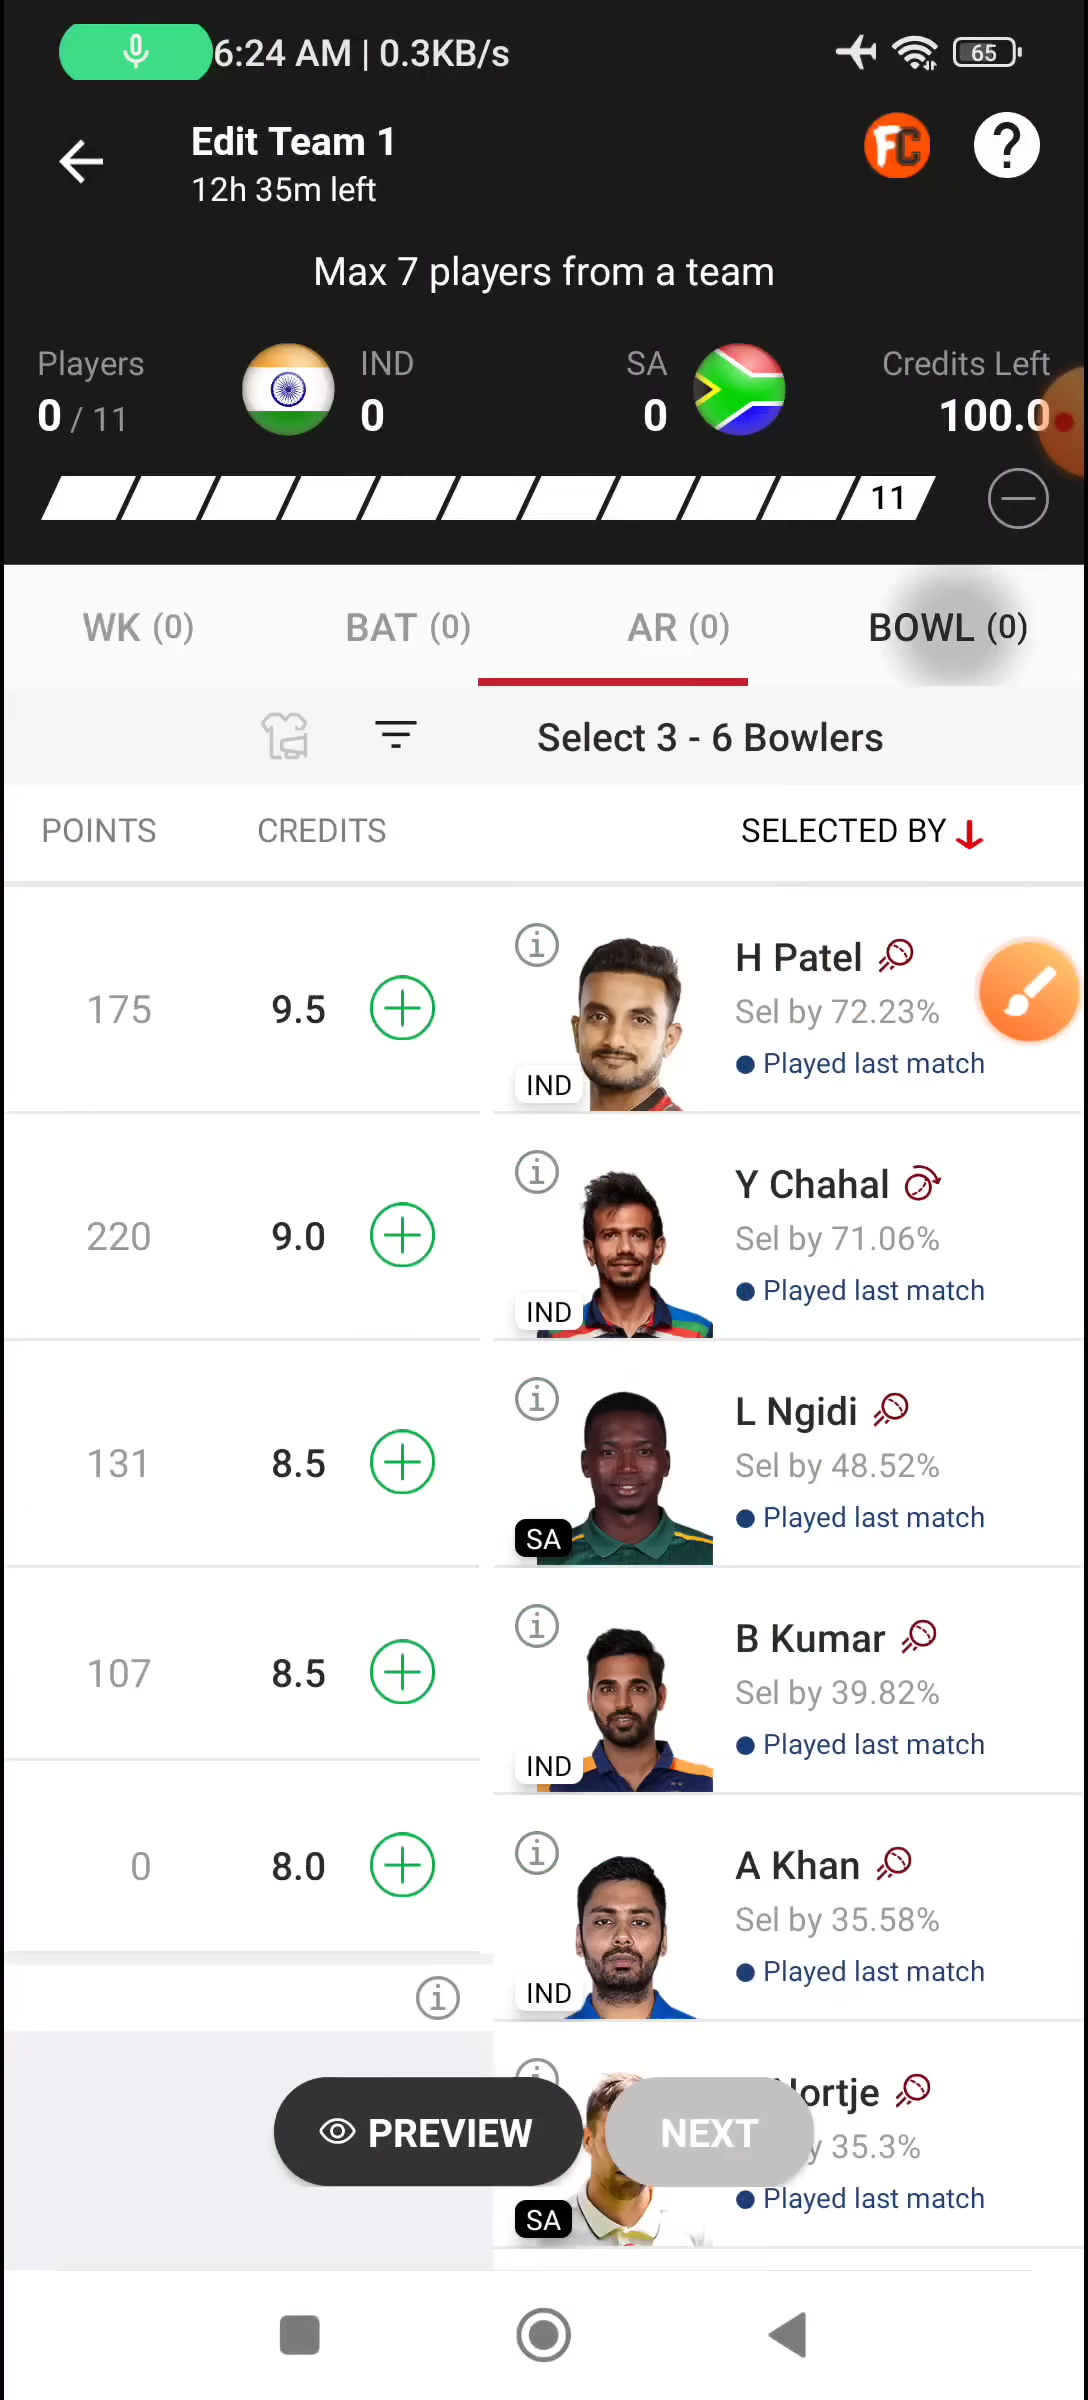 6:24 AM | 0.3KB/s
65
Edit Team 1
12h 35m left
FC
?
Max 7 players from a team
Players
IND
SA
Credits Left
0 / 11
0
0
100.0
11
WK (0)
BAT (0)
AR (0)
BOWL (0)
Select 3 - 6 Bowlers
POINTS
CREDITS
SELECTED BY
175
9.5
IND
H Patel
Sel by 72.23%
Played last match
220
9.0
IND
Y Chahal
Sel by 71.06%
Played last match
131
8.5
SA
L Ngidi
Sel by 48.52%
Played last match
107
8.5
IND
B Kumar
Sel by 39.82%
Played last match
0
8.0
IND
A Khan
Sel by 35.58%
Played last match
PREVIEW
NEXT
SA
35.3%
Played last match